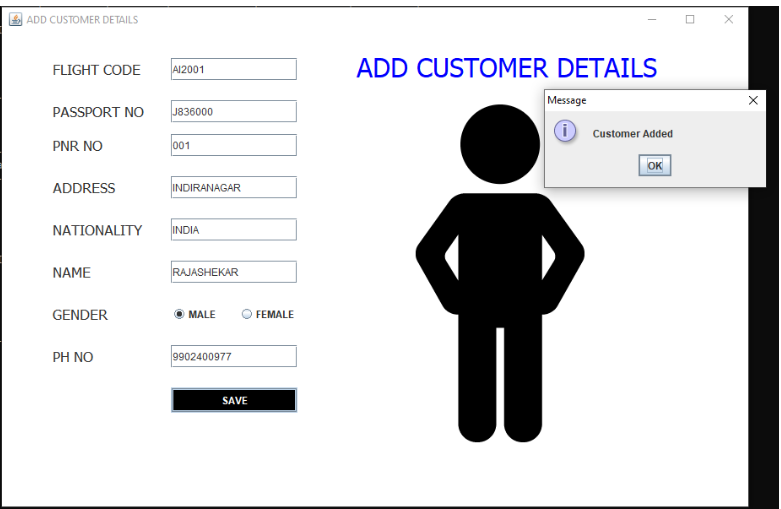 ADD CUSTOMER DETAILS
ADD CUSTOMER DETAILS
FLIGHT CODE AI2001
PASSPORT NO J836000
PNR NO 001
ADDRESS INDIRANAGAR
NATIONALITY INDIA
NAME RAJASHEKAR
GENDER MALE FEMALE
PH NO 9902400977
SAVE
Message
Customer Added
OK